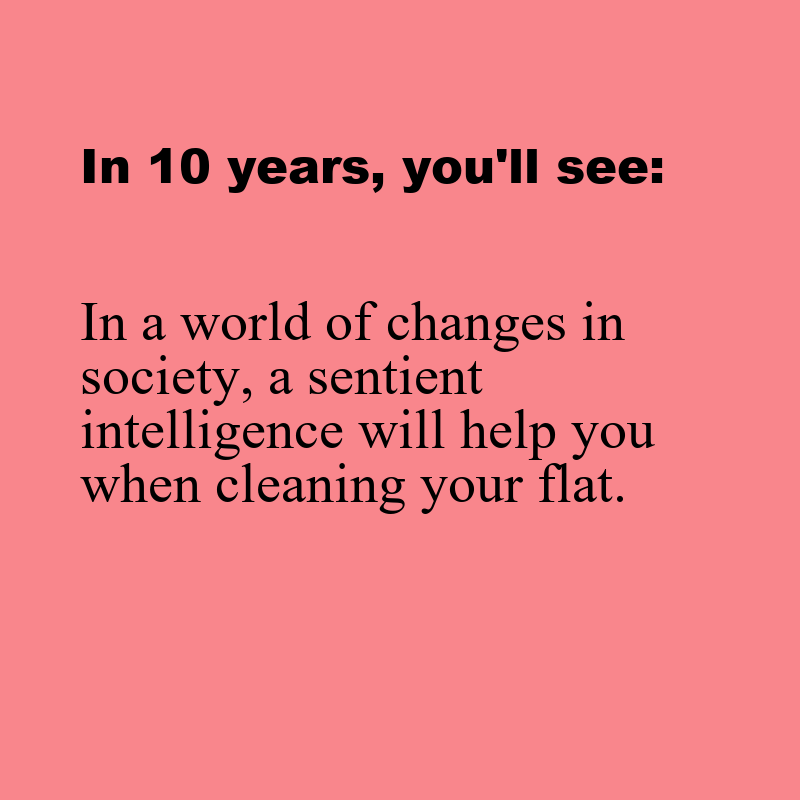 In 10 years, you'll see:
In a world of changes in
society, a sentient
intelligence will help you
when cleaning your flat.